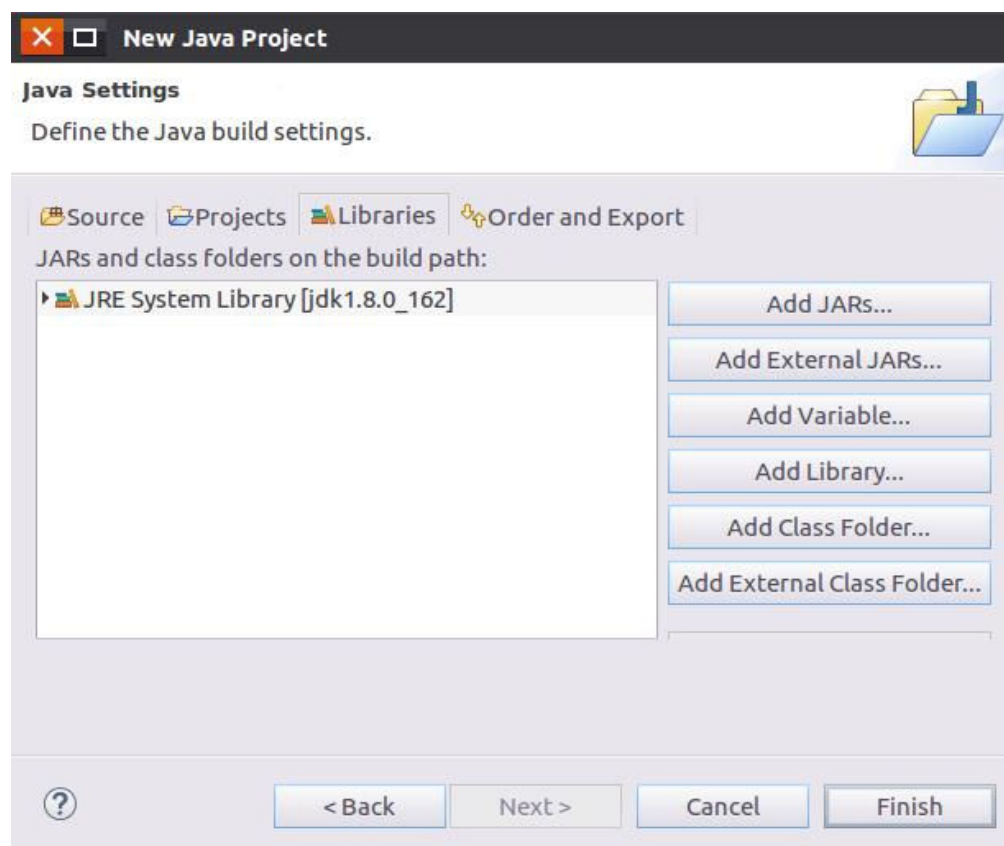 New Java Project
Java Settings
Define the Java build settings.
Source Projects Libraries Order and Export
JARs and class folders on the build path:
JRE System Library [jdk1.8.0_162]
Add JARs...
Add External JARs...
Add Variable...
Add Library...
Add Class Folder...
Add External Class Folder...
? < Back Next > Cancel Finish